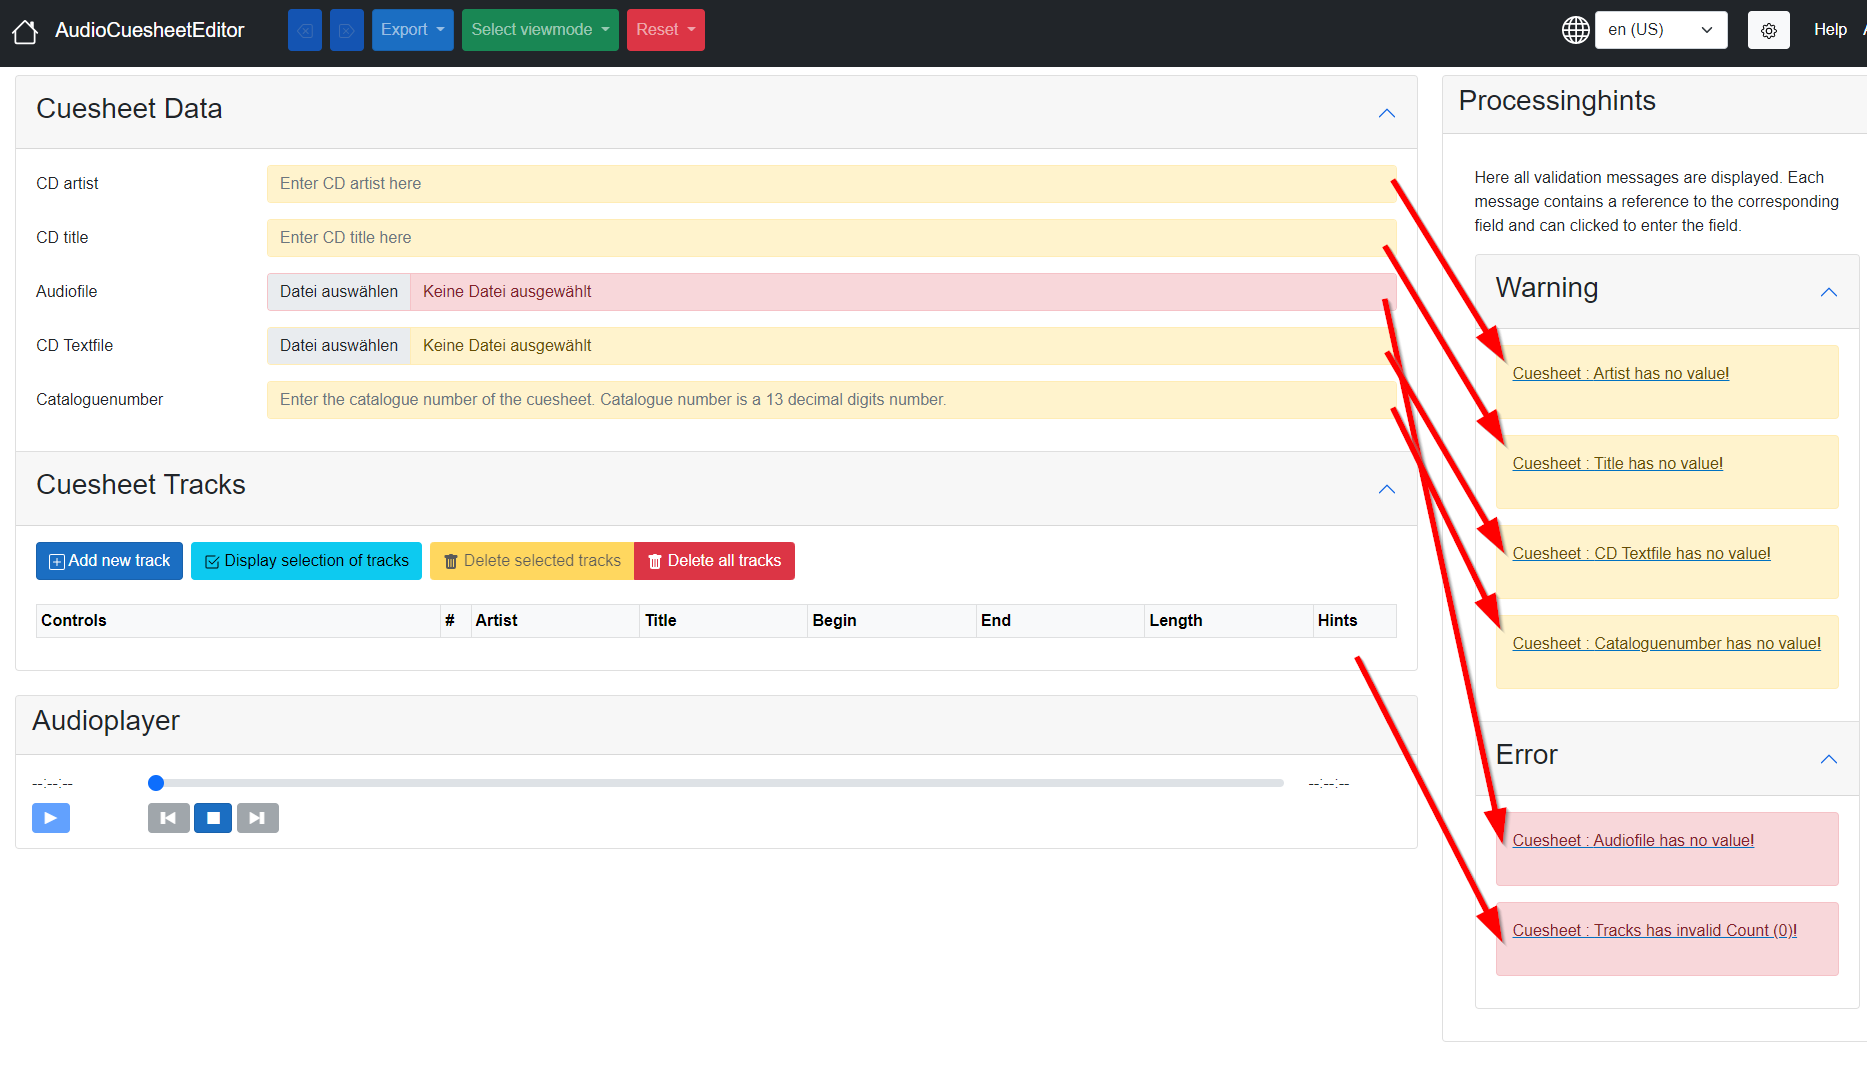 AudioCuesheetEditor
Export
Select viewmode
Reset
en (US)
Help
Cuesheet Data
CD artist
Enter CD artist here
CD title
Enter CD title here
Audiofile
Datei auswählen
Keine Datei ausgewählt
CD Textfile
Datei auswählen
Keine Datei ausgewählt
Cataloguenumber
Enter the catalogue number of the cuesheet. Catalogue number is a 13 decimal digits number.
Cuesheet Tracks
Add new track
Display selection of tracks
Delete selected tracks
Delete all tracks
Controls
#
Artist
Title
Begin
End
Length
Hints
Audioplayer
--:--:--
--:--:--
Processinghints
Here all validation messages are displayed. Each
message contains a reference to the corresponding
field and can clicked to enter the field.
Warning
Cuesheet : Artist has no value!
Cuesheet : Title has no value!
Cuesheet : CD Textfile has no value!
Cuesheet : Cataloguenumber has no value!
Error
Cuesheet : Audiofile has no value!
Cuesheet : Tracks has invalid Count (0)!